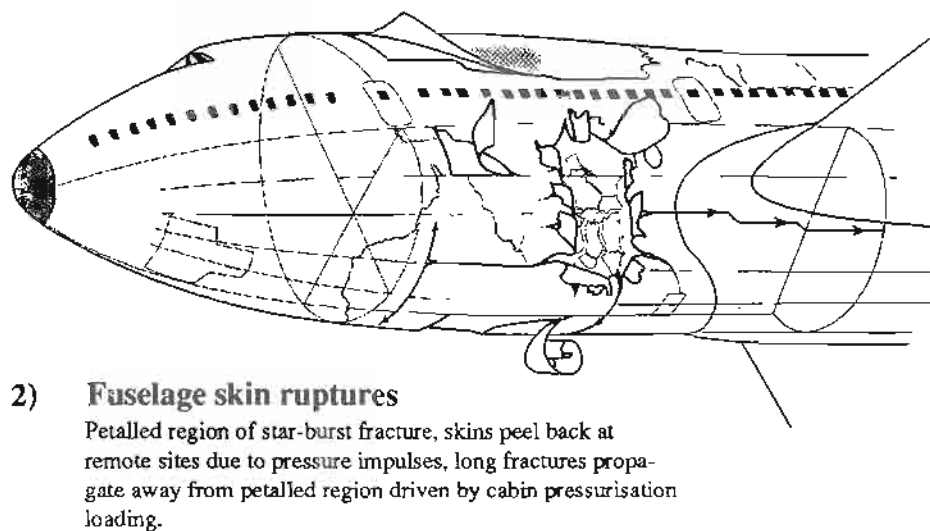 2) Fuselage skin ruptures
Petalled region of star-burst fracture, skins peel back at
remote sites due to pressure impulses, long fractures propa-
gate away from petalled region driven by cabin pressurisation
loading.